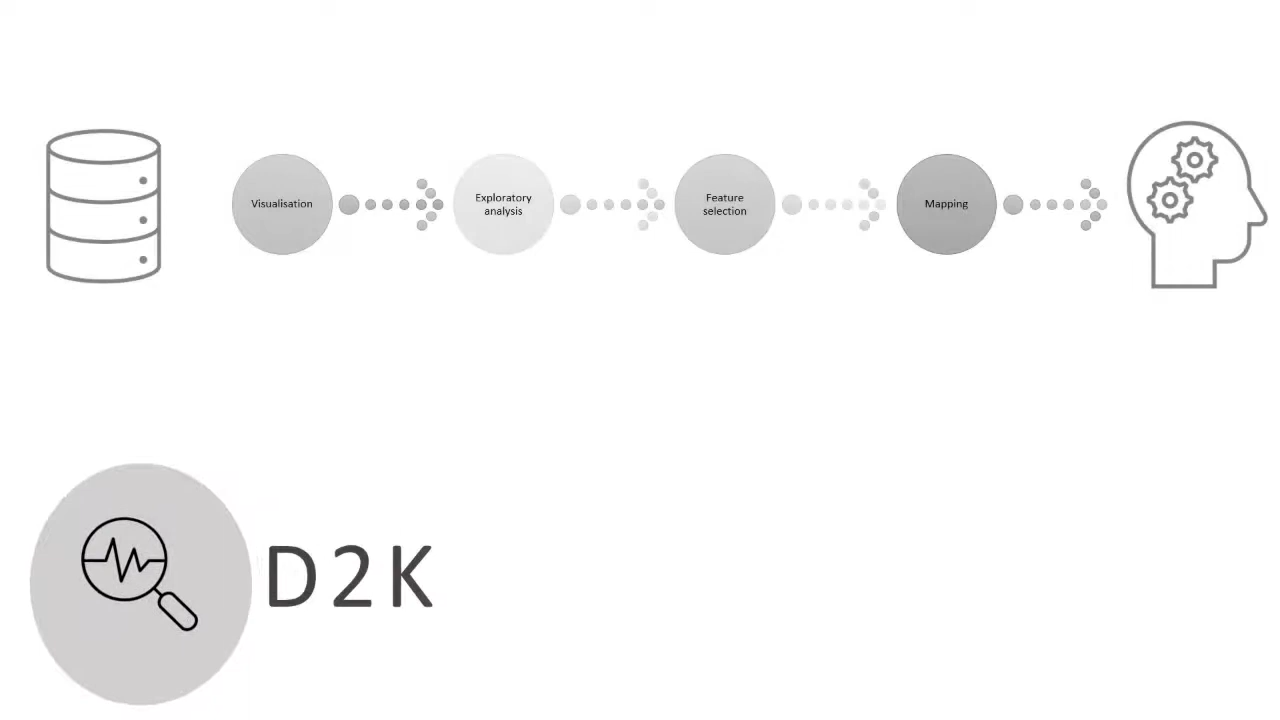 Visualisation
Exploratory
analysis
Feature
selection
Mapping
D2K